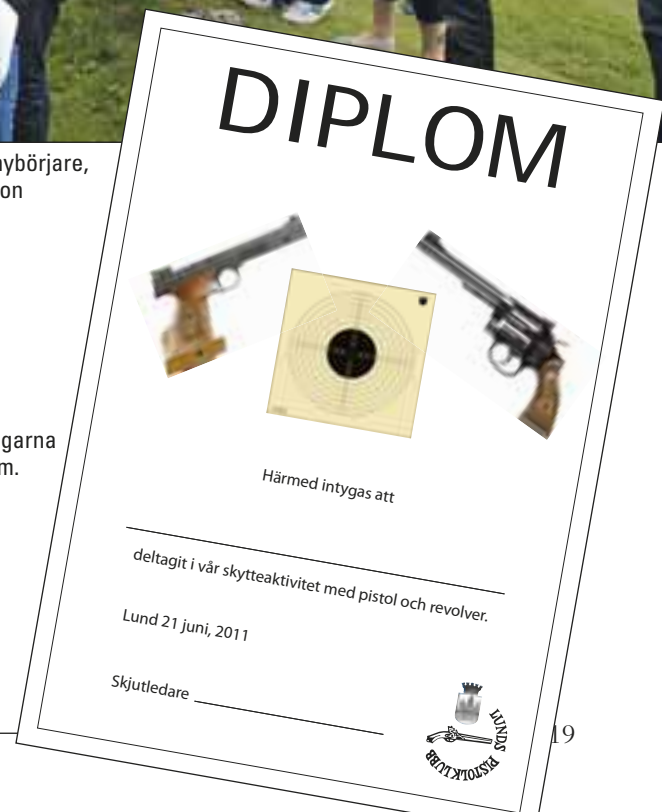 nybörjare,
on
garna
m.
DIPLOM
Härmed intygas att
deltagit i vår skytteaktivitet med pistol och revolver.
Lund 21 juni, 2011
Skjutledare
LUNDS PISTOLKLUBB
19